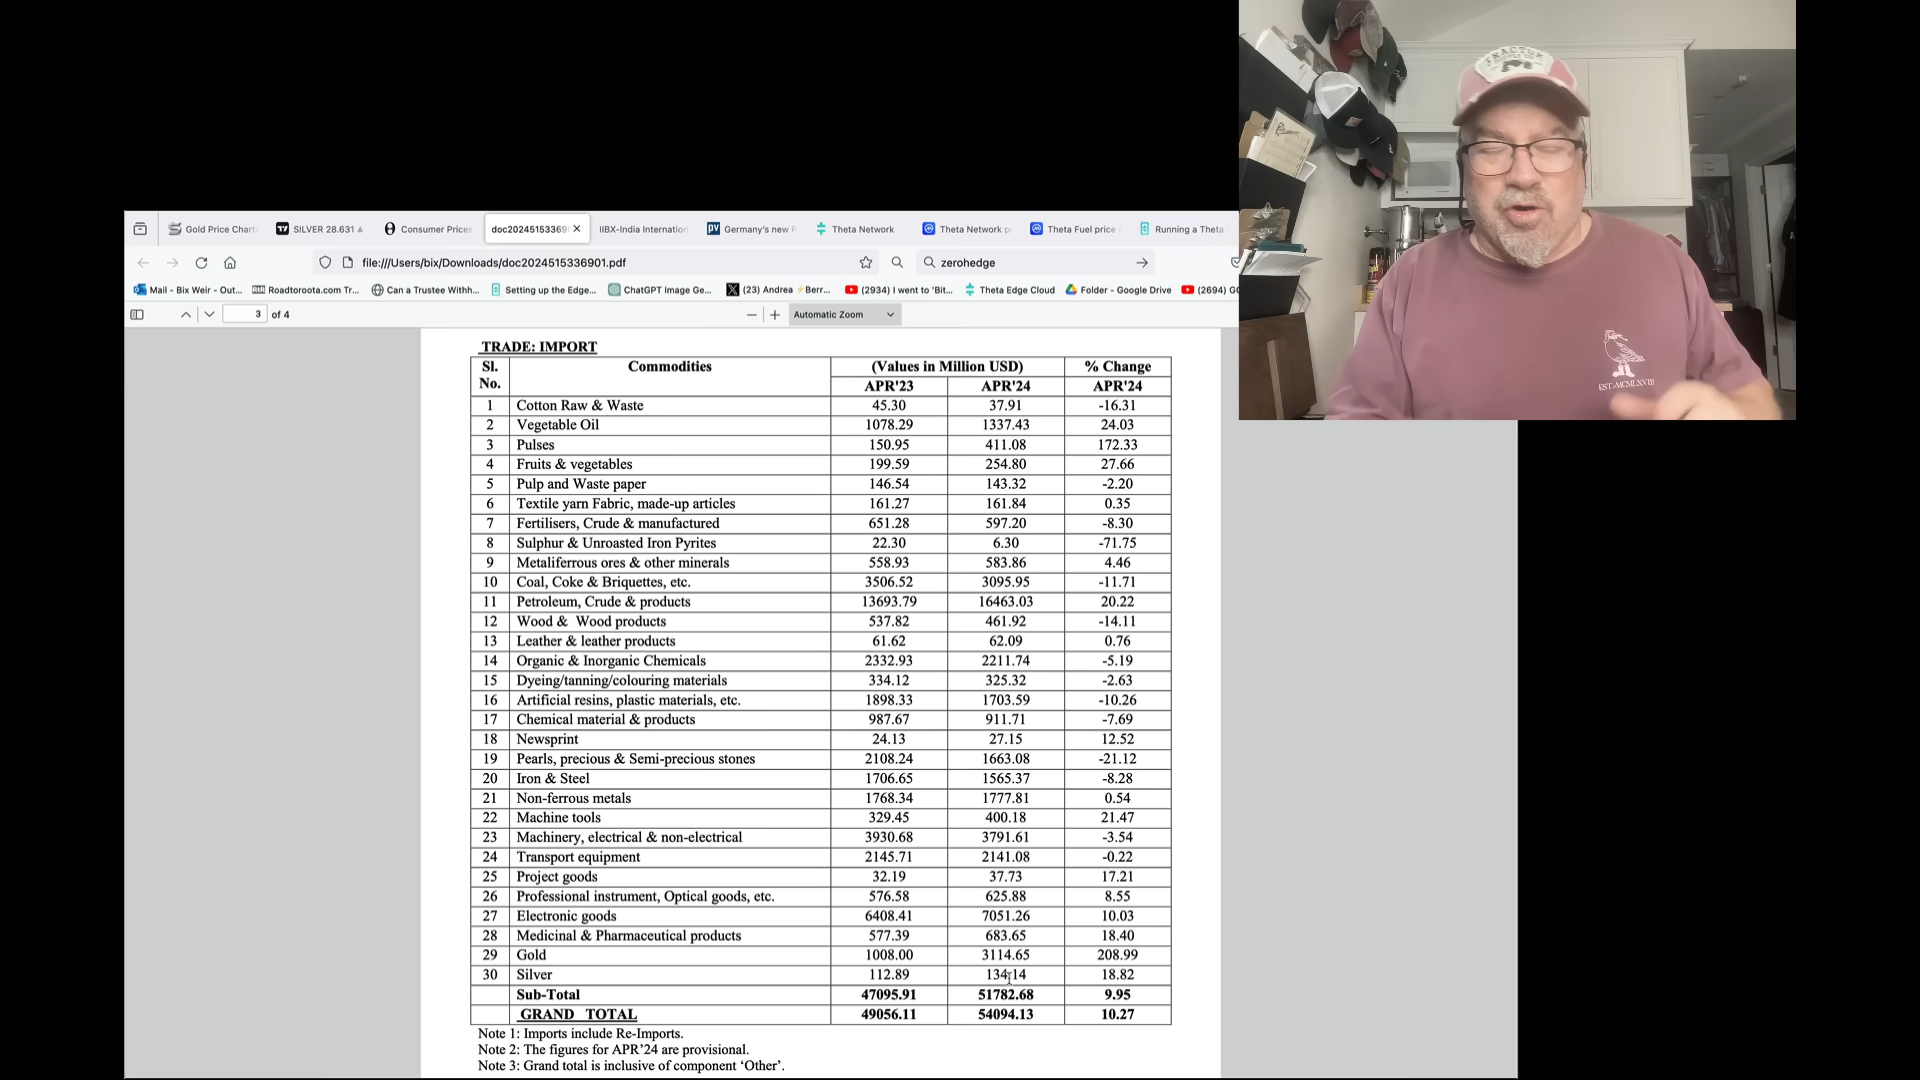 TRACTOR
EST. MCMLXVIII
Gold Price Chart
SILVER 28.631
Consumer Prices
doc20245153369
IIBX-India Internation
Germany's new P
Theta Network
Theta Network p
Theta Fuel price
Running a Theta
file:///Users/bix/Downloads/doc2024515336901.pdf
zerohedge
Mail - Bix Weir - Out...
Roadtoroota.com Tr...
Can a Trustee Withh...
Setting up the Edge...
ChatGPT Image Ge...
(23) Andrea ⚡Berr...
(2934) I went to 'Bit...
Theta Edge Cloud
Folder - Google Drive
(2694) GO
3 of 4
Automatic Zoom
TRADE: IMPORT
Sl. No. Commodities (Values in Million USD) % Change
APR'23 APR'24 APR'24
1 Cotton Raw & Waste 45.30 37.91 -16.31
2 Vegetable Oil 1078.29 1337.43 24.03
3 Pulses 150.95 411.08 172.33
4 Fruits & vegetables 199.59 254.80 27.66
5 Pulp and Waste paper 146.54 143.32 -2.20
6 Textile yarn Fabric, made-up articles 161.27 161.84 0.35
7 Fertilisers, Crude & manufactured 651.28 597.20 -8.30
8 Sulphur & Unroasted Iron Pyrites 22.30 6.30 -71.75
9 Metaliferrous ores & other minerals 558.93 583.86 4.46
10 Coal, Coke & Briquettes, etc. 3506.52 3095.95 -11.71
11 Petroleum, Crude & products 13693.79 16463.03 20.22
12 Wood & Wood products 537.82 461.92 -14.11
13 Leather & leather products 61.62 62.09 0.76
14 Organic & Inorganic Chemicals 2332.93 2211.74 -5.19
15 Dyeing/tanning/colouring materials 334.12 325.32 -2.63
16 Artificial resins, plastic materials, etc. 1898.33 1703.59 -10.26
17 Chemical material & products 987.67 911.71 -7.69
18 Newsprint 24.13 27.15 12.52
19 Pearls, precious & Semi-precious stones 2108.24 1663.08 -21.12
20 Iron & Steel 1706.65 1565.37 -8.28
21 Non-ferrous metals 1768.34 1777.81 0.54
22 Machine tools 329.45 400.18 21.47
23 Machinery, electrical & non-electrical 3930.68 3791.61 -3.54
24 Transport equipment 2145.71 2141.08 -0.22
25 Project goods 32.19 37.73 17.21
26 Professional instrument, Optical goods, etc. 576.58 625.88 8.55
27 Electronic goods 6408.41 7051.26 10.03
28 Medicinal & Pharmaceutical products 577.39 683.65 18.40
29 Gold 1008.00 3114.65 208.99
30 Silver 112.89 134.14 18.82
Sub-Total 47095.91 51782.68 9.95
GRAND TOTAL 49056.11 54094.13 10.27
Note 1: Imports include Re-Imports.
Note 2: The figures for APR'24 are provisional.
Note 3: Grand total is inclusive of component 'Other'.